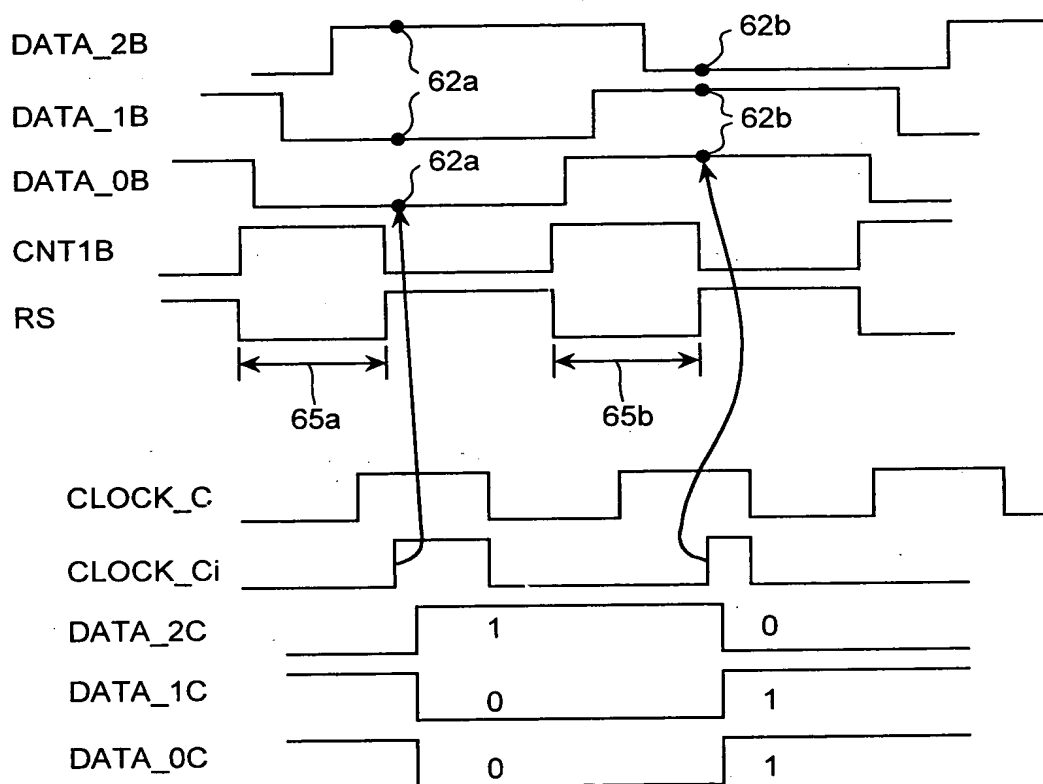 DATA_2B
62b
62a
DATA_1B
62b
DATA_0B
62a
CNT1B
RS
65a
65b
CLOCK_C
CLOCK_Ci
DATA_2C
1
0
DATA_1C
0
1
DATA_0C
0
1